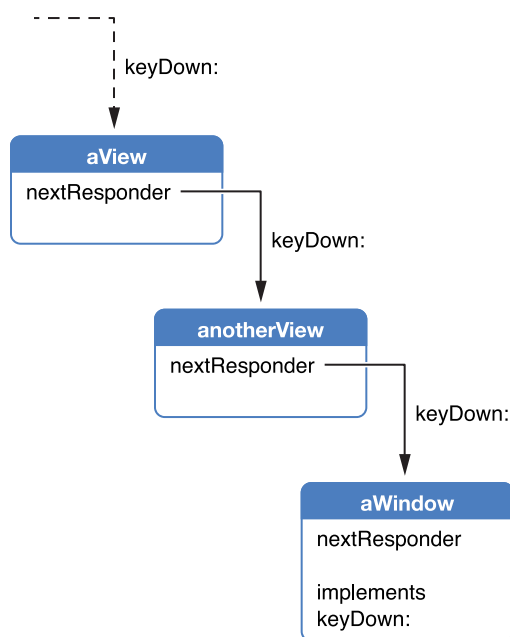 keyDown:
aView
nextResponder
keyDown:
anotherView
nextResponder
keyDown:
aWindow
nextResponder
implements
keyDown: